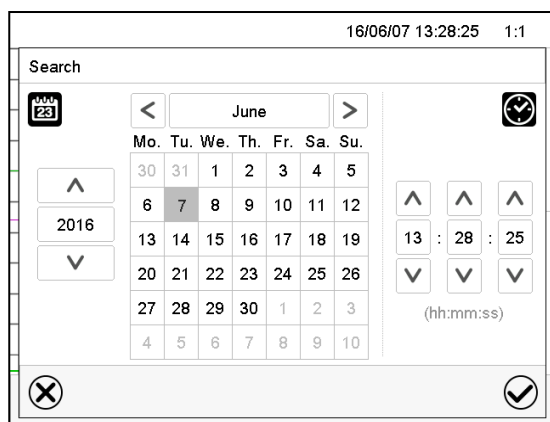 16/06/07 13:28:25 1:1
Search
23
< June >
Mo. Tu. We. Th. Fr. Sa. Su.
30 31 1 2 3 4 5
6 7 8 9 10 11 12
2016
13 14 15 16 17 18 19
13 : 28 : 25
20 21 22 23 24 25 26
27 28 29 30 1 2 3
(hh:mm:ss)
4 5 6 7 8 9 10